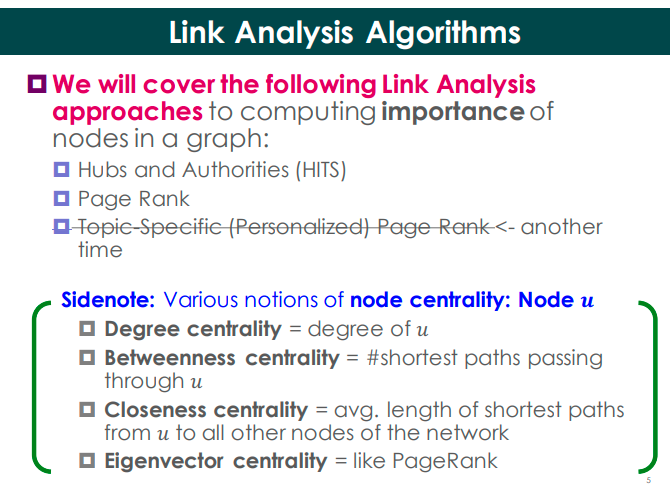 Link Analysis Algorithms
We will cover the following Link Analysis
approaches to computing importance of
nodes in a graph:
Hubs and Authorities (HITS)
Page Rank
Topic-Specific (Personalized) Page Rank <- another
time
Sidenote: Various notions of node centrality: Node u
Degree centrality = degree of u
Betweenness centrality = #shortest paths passing
through u
Closeness centrality = avg. length of shortest paths
from u to all other nodes of the network
Eigenvector centrality = like PageRank
5